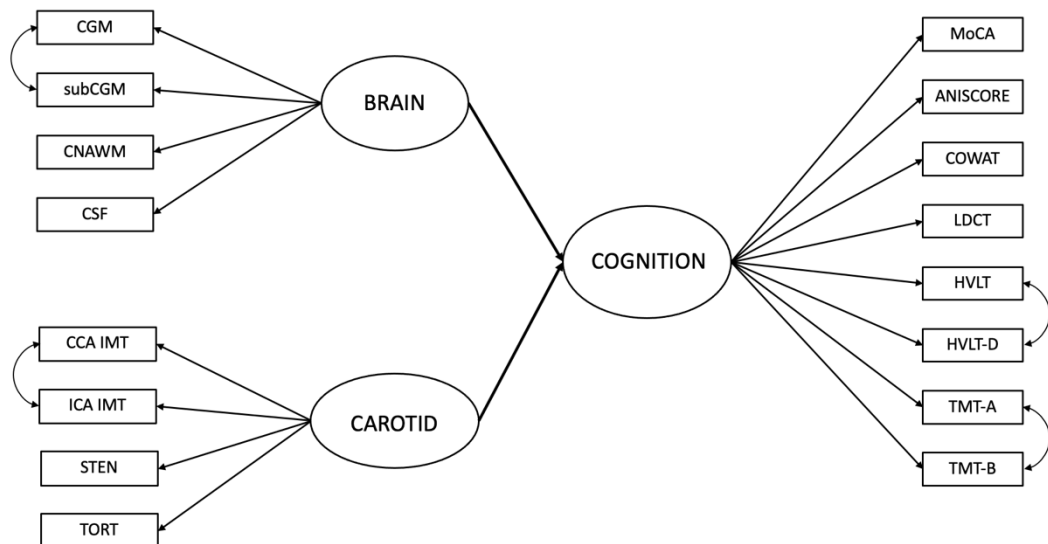 CGM
subCGM
CNAWM
CSF
BRAIN
CCA IMT
ICA IMT
STEN
TORT
CAROTID
COGNITION
MoCA
ANISCORE
COWAT
LDCT
HVLT
HVLT-D
TMT-A
TMT-B